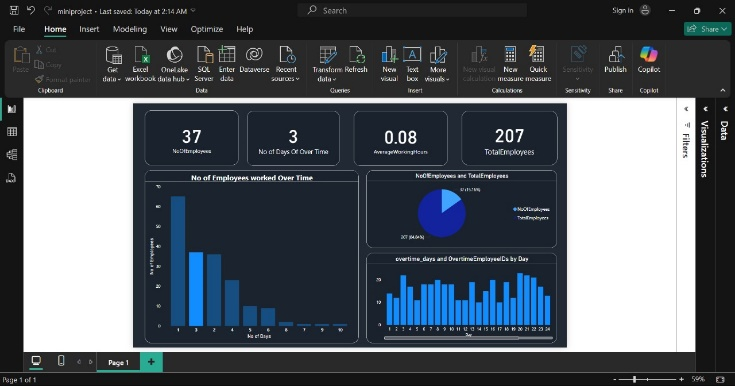 miniproject • Last saved: Today at 2:14 AM
Search
Sign in
File Home Insert Modeling View Optimize Help
Share
Paste
Cut
Copy
Format painter
Get data
Excel workbook
OneLake data hub
SQL Server
Enter data
Dataverse
Recent sources
Transform data
Refresh
New visual
Text box
More visuals
New visual calculation
New measure
Quick measure
Sensitivity
Publish
Copilot
Clipboard
Data
Queries
Insert
Calculations
Sensitivity
Share
Copilot
37
NoOfEmployees
3
No of Days Of Over Time
0.08
AverageWorkingHours
207
TotalEmployees
No of Employees worked Over Time
No of Employees
70
60
50
40
30
20
10
0
1 3 2 4 5 6 8 7 9 10
No of Days
NoOfEmployees and TotalEmployees
207 (84.84%)
NoOfEmployees
TotalEmployees
overtime_days and OvertimeEmployeeIDs by Day
20
10
0
1 2 3 4 5 6 7 8 9 10 11 12 13 14 15 16 17 18 19 20 21 22 23 24
Day
Filters
Visualizations
Data
Page 1
Page 1 of 1
59%